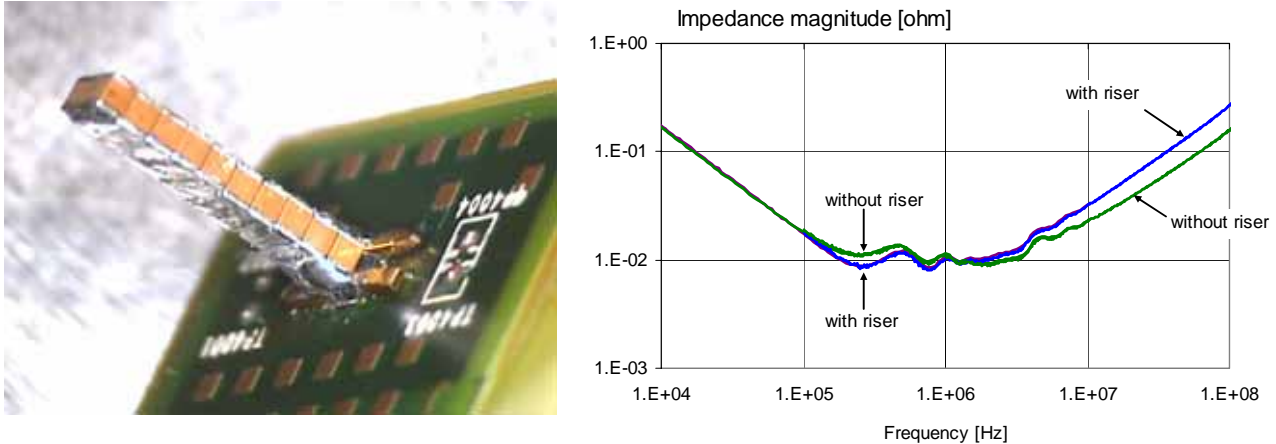 Impedance magnitude [ohm]
1.E+00
with riser
1.E-01
without riser
without riser
1.E-02
with riser
1.E-03
1.E+04
1.E+05
1.E+06
1.E+07
1.E+08
Frequency [Hz]